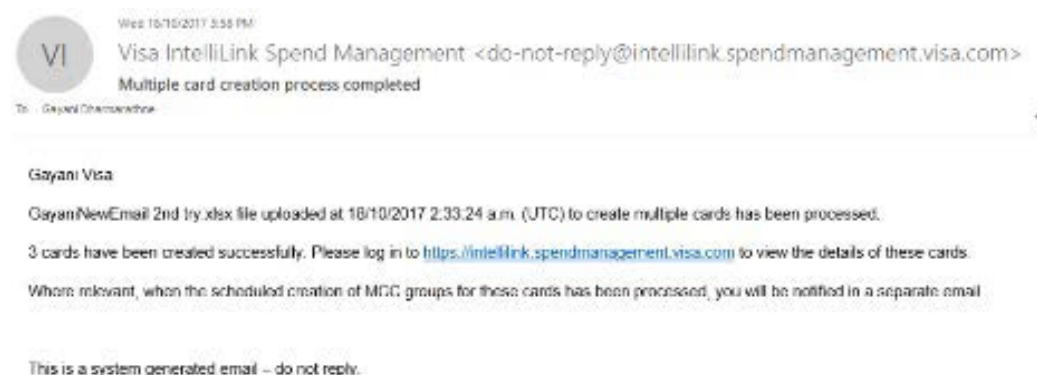 Wed 18/10/2017 3:58 PM
VI
Visa IntelliLink Spend Management <do-not-reply@intellilink.spendmanagement.visa.com>
Multiple card creation process completed
To Gayani Dharmarathne
Gayani Visa
GayaniNewEmail 2nd try.xlsx file uploaded at 18/10/2017 2:33:24 a.m. (UTC) to create multiple cards has been processed.
3 cards have been created successfully. Please log in to https://intellilink.spendmanagement.visa.com to view the details of these cards.
Where relevant, when the scheduled creation of MCC groups for these cards has been processed, you will be notified in a separate email
This is a system generated email – do not reply.